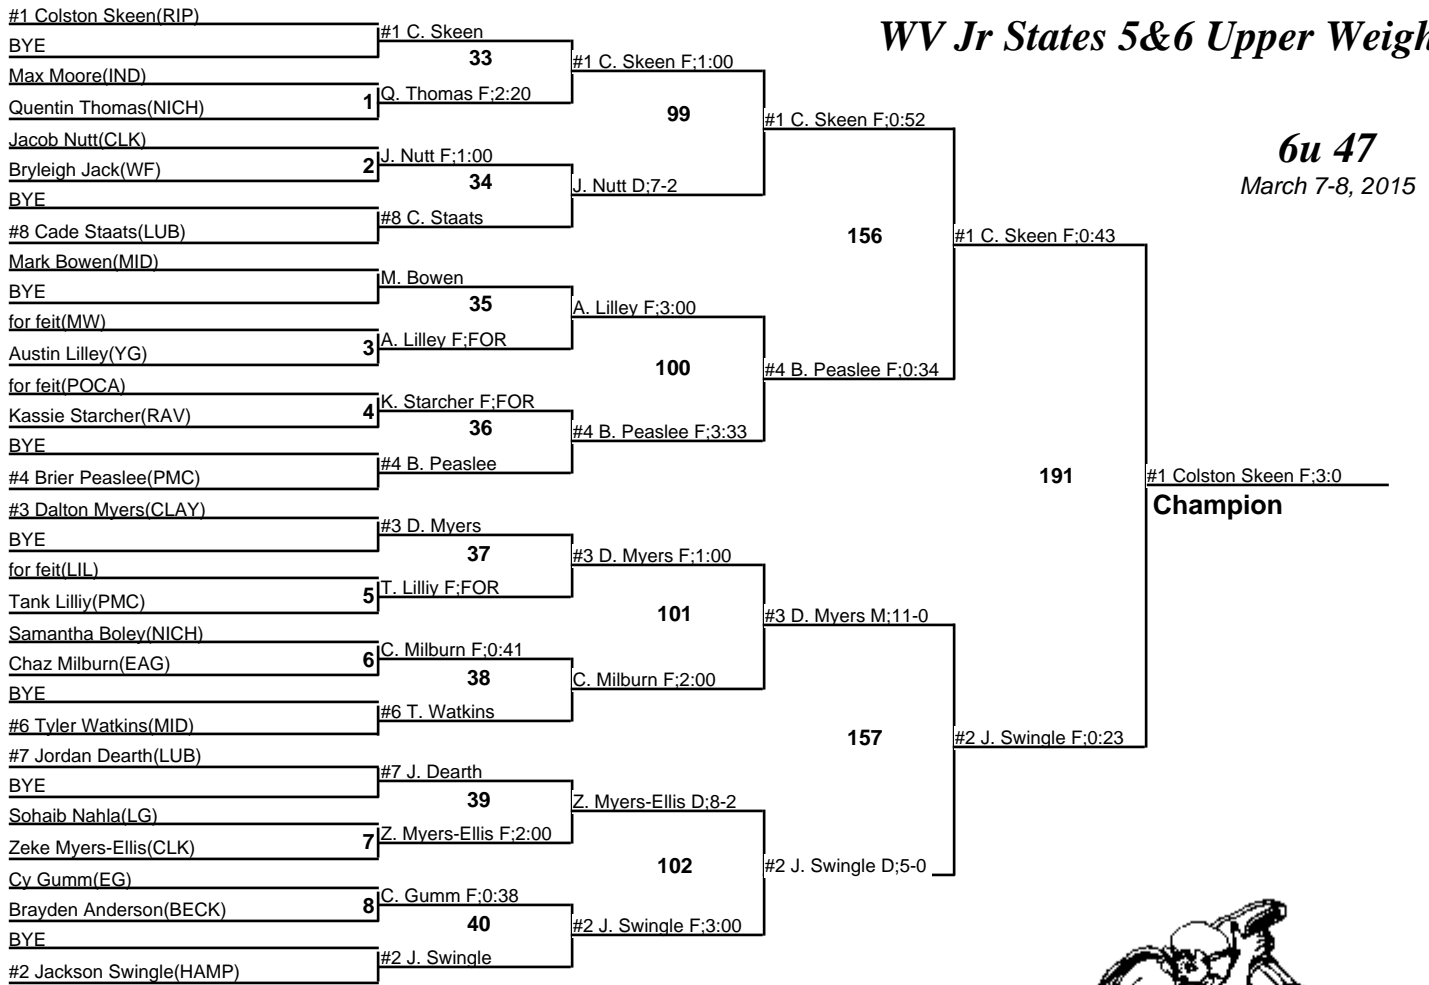 WV Jr States 5&6 Upper Weigh
6u 47
March 7-8, 2015
#1 Colston Skeen(RIP)
BYE
Max Moore(IND)
Quentin Thomas(NICH)
Jacob Nutt(CLK)
Bryleigh Jack(WF)
BYE
#8 Cade Staats(LUB)
Mark Bowen(MID)
BYE
for feit(MW)
Austin Lilley(YG)
for feit(POCA)
Kassie Starcher(RAV)
BYE
#4 Brier Peaslee(PMC)
#3 Dalton Myers(CLAY)
BYE
for feit(LIL)
Tank Lilliy(PMC)
Samantha Boley(NICH)
Chaz Milburn(EAG)
BYE
#6 Tyler Watkins(MID)
#7 Jordan Dearth(LUB)
BYE
Sohaib Nahla(LG)
Zeke Myers-Ellis(CLK)
Cy Gumm(EG)
Brayden Anderson(BECK)
BYE
#2 Jackson Swingle(HAMP)
1
2
3
4
5
6
7
8
#1 C. Skeen
33
Q. Thomas F;2:20
J. Nutt F;1:00
34
#8 C. Staats
M. Bowen
35
A. Lilley F;FOR
K. Starcher F;FOR
36
#4 B. Peaslee
#3 D. Myers
37
T. Lilliy F;FOR
C. Milburn F;0:41
38
#6 T. Watkins
#7 J. Dearth
39
Z. Myers-Ellis F;2:00
C. Gumm F;0:38
40
#2 J. Swingle
#1 C. Skeen F;1:00
99
J. Nutt D;7-2
A. Lilley F;3:00
100
#4 B. Peaslee F;3:33
#3 D. Myers F;1:00
101
C. Milburn F;2:00
Z. Myers-Ellis D;8-2
102
#2 J. Swingle F;3:00
#1 C. Skeen F;0:52
156
#4 B. Peaslee F;0:34
#3 D. Myers M;11-0
157
#2 J. Swingle D;5-0
#1 C. Skeen F;0:43
191
#2 J. Swingle F;0:23
#1 Colston Skeen F;3:0
Champion